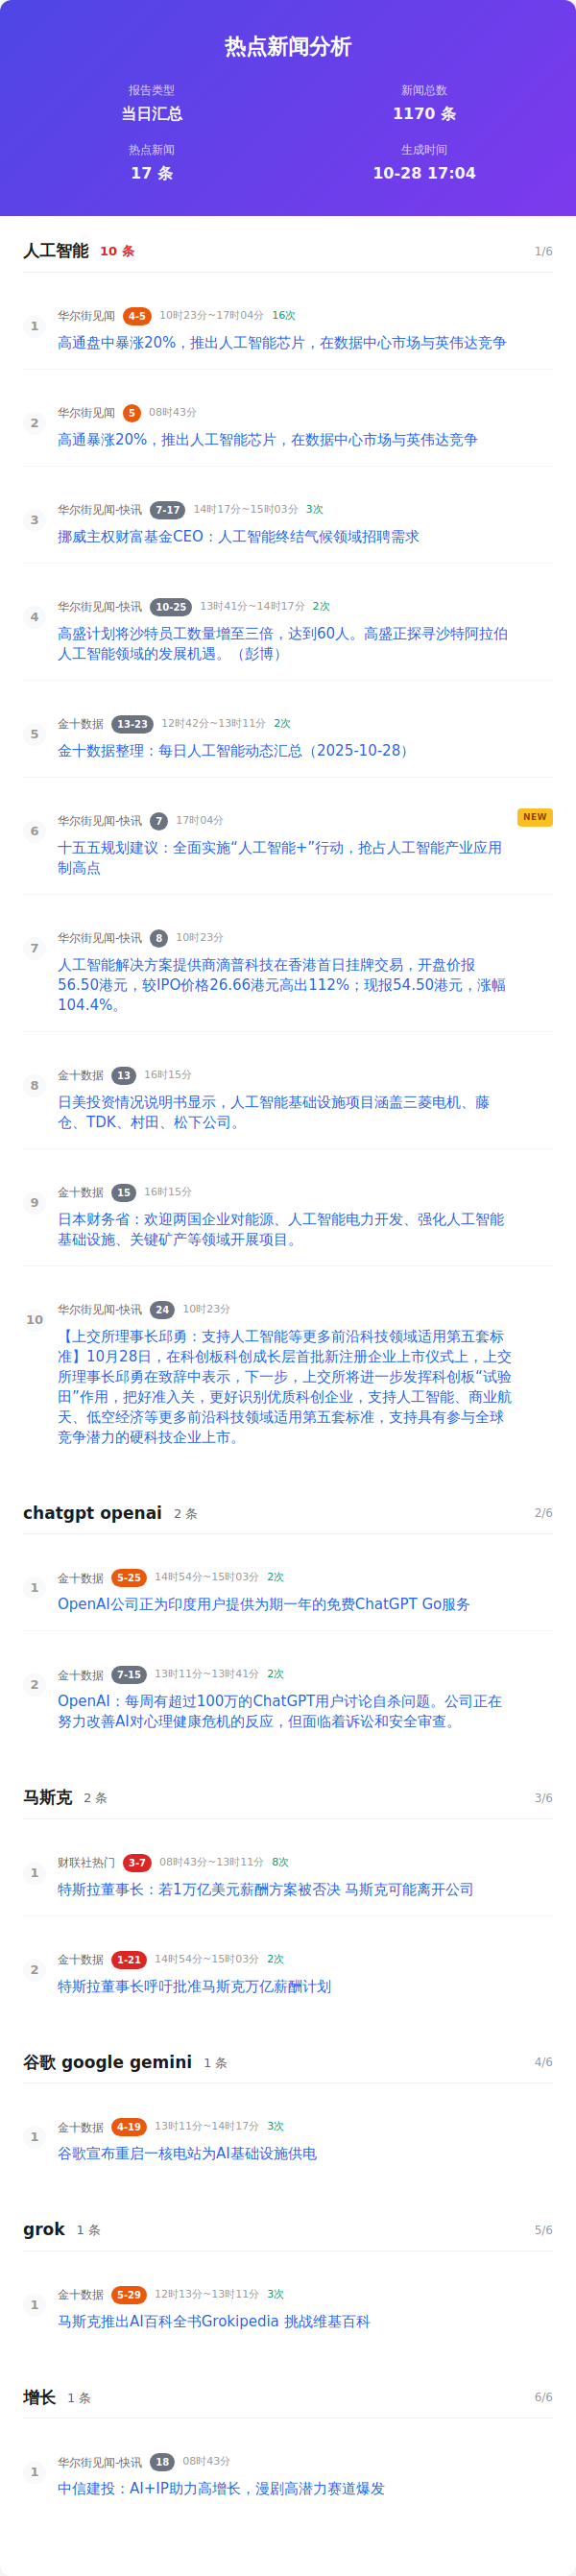 热点新闻分析
报告类型
新闻总数
当日汇总
1170 条
热点新闻
生成时间
17 条
10-28 17:04
人工智能 10 条 1/6
1 华尔街见闻 4-5 10时23分~17时04分 16次
高通盘中暴涨20%，推出人工智能芯片，在数据中心市场与英伟达竞争
2 华尔街见闻 5 08时43分
高通暴涨20%，推出人工智能芯片，在数据中心市场与英伟达竞争
3 华尔街见闻-快讯 7-17 14时17分~15时03分 3次
挪威主权财富基金CEO：人工智能终结气候领域招聘需求
4 华尔街见闻-快讯 10-25 13时41分~14时17分 2次
高盛计划将沙特员工数量增至三倍，达到60人。高盛正探寻沙特阿拉伯
人工智能领域的发展机遇。（彭博）
5 金十数据 13-23 12时42分~13时11分 2次
金十数据整理：每日人工智能动态汇总（2025-10-28）
6 华尔街见闻-快讯 7 17时04分 NEW
十五五规划建议：全面实施“人工智能+”行动，抢占人工智能产业应用
制高点
7 华尔街见闻-快讯 8 10时23分
人工智能解决方案提供商滴普科技在香港首日挂牌交易，开盘价报
56.50港元，较IPO价格26.66港元高出112%；现报54.50港元，涨幅
104.4%。
8 金十数据 13 16时15分
日美投资情况说明书显示，人工智能基础设施项目涵盖三菱电机、藤
仓、TDK、村田、松下公司。
9 金十数据 15 16时15分
日本财务省：欢迎两国企业对能源、人工智能电力开发、强化人工智能
基础设施、关键矿产等领域开展项目。
10 华尔街见闻-快讯 24 10时23分
【上交所理事长邱勇：支持人工智能等更多前沿科技领域适用第五套标
准】10月28日，在科创板科创成长层首批新注册企业上市仪式上，上交
所理事长邱勇在致辞中表示，下一步，上交所将进一步发挥科创板“试验
田”作用，把好准入关，更好识别优质科创企业，支持人工智能、商业航
天、低空经济等更多前沿科技领域适用第五套标准，支持具有参与全球
竞争潜力的硬科技企业上市。
chatgpt openai 2 条 2/6
1 金十数据 5-25 14时54分~15时03分 2次
OpenAI公司正为印度用户提供为期一年的免费ChatGPT Go服务
2 金十数据 7-15 13时11分~13时41分 2次
OpenAI：每周有超过100万的ChatGPT用户讨论自杀问题。公司正在
努力改善AI对心理健康危机的反应，但面临着诉讼和安全审查。
马斯克 2 条 3/6
1 财联社热门 3-7 08时43分~13时11分 8次
特斯拉董事长：若1万亿美元薪酬方案被否决 马斯克可能离开公司
2 金十数据 1-21 14时54分~15时03分 2次
特斯拉董事长呼吁批准马斯克万亿薪酬计划
谷歌 google gemini 1 条 4/6
1 金十数据 4-19 13时11分~14时17分 3次
谷歌宣布重启一核电站为AI基础设施供电
grok 1 条 5/6
1 金十数据 5-29 12时13分~13时11分 3次
马斯克推出AI百科全书Grokipedia 挑战维基百科
增长 1 条 6/6
1 华尔街见闻-快讯 18 08时43分
中信建投：AI+IP助力高增长，漫剧高潜力赛道爆发